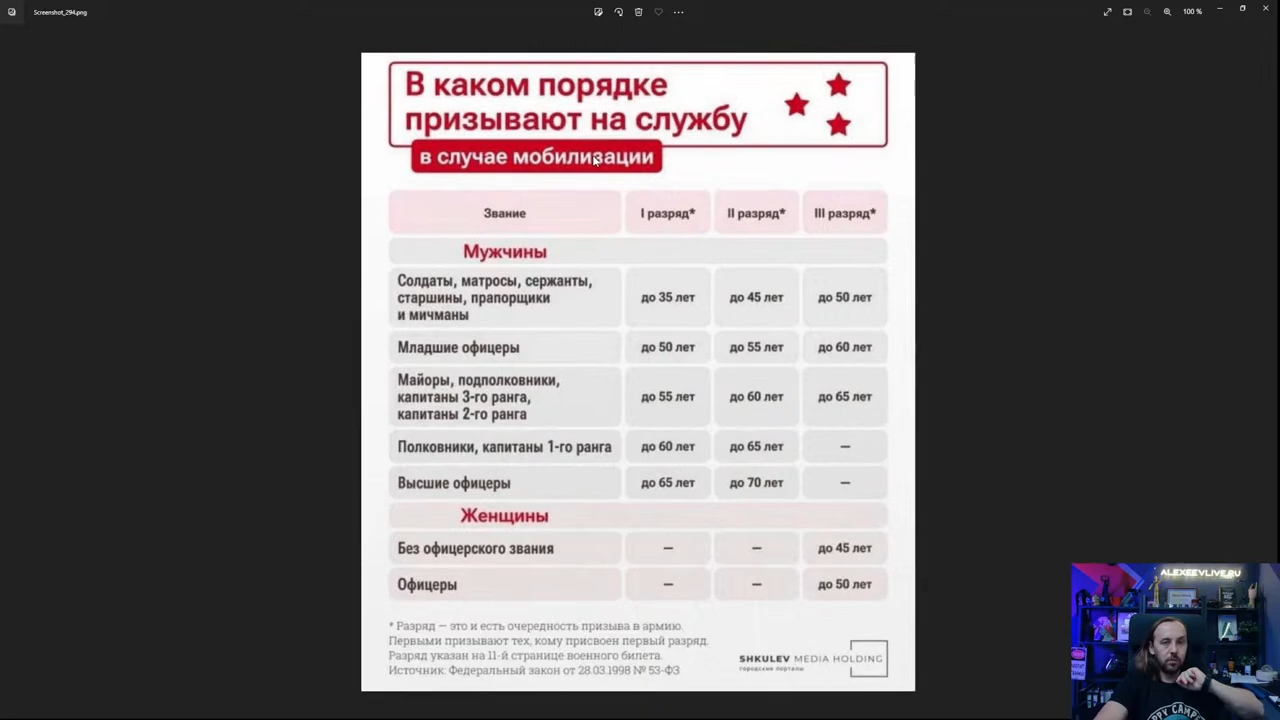 Screenshot_294.png
100 %
В каком порядке
призывают на службу
в случае мобилизации
Звание I разряд* II разряд* III разряд*
Мужчины
Солдаты, матросы, сержанты,
старшины, прапорщики
и мичманы
до 35 лет до 45 лет до 50 лет
Младшие офицеры до 50 лет до 55 лет до 60 лет
Майоры, подполковники,
капитаны 3-го ранга,
капитаны 2-го ранга
до 55 лет до 60 лет до 65 лет
Полковники, капитаны 1-го ранга до 60 лет до 65 лет —
Высшие офицеры до 65 лет до 70 лет —
Женщины
Без офицерского звания — — до 45 лет
Офицеры — — до 50 лет
* Разряд — это и есть очередность призыва в армию.
Первыми призывают тех, кому присвоен первый разряд.
Разряд указан на 11-й странице военного билета.
Источник: Федеральный закон от 28.03.1998 № 53-ФЗ
SHKULEV MEDIA HOLDING
городские порталы
ALEXEEVLIVE.RU